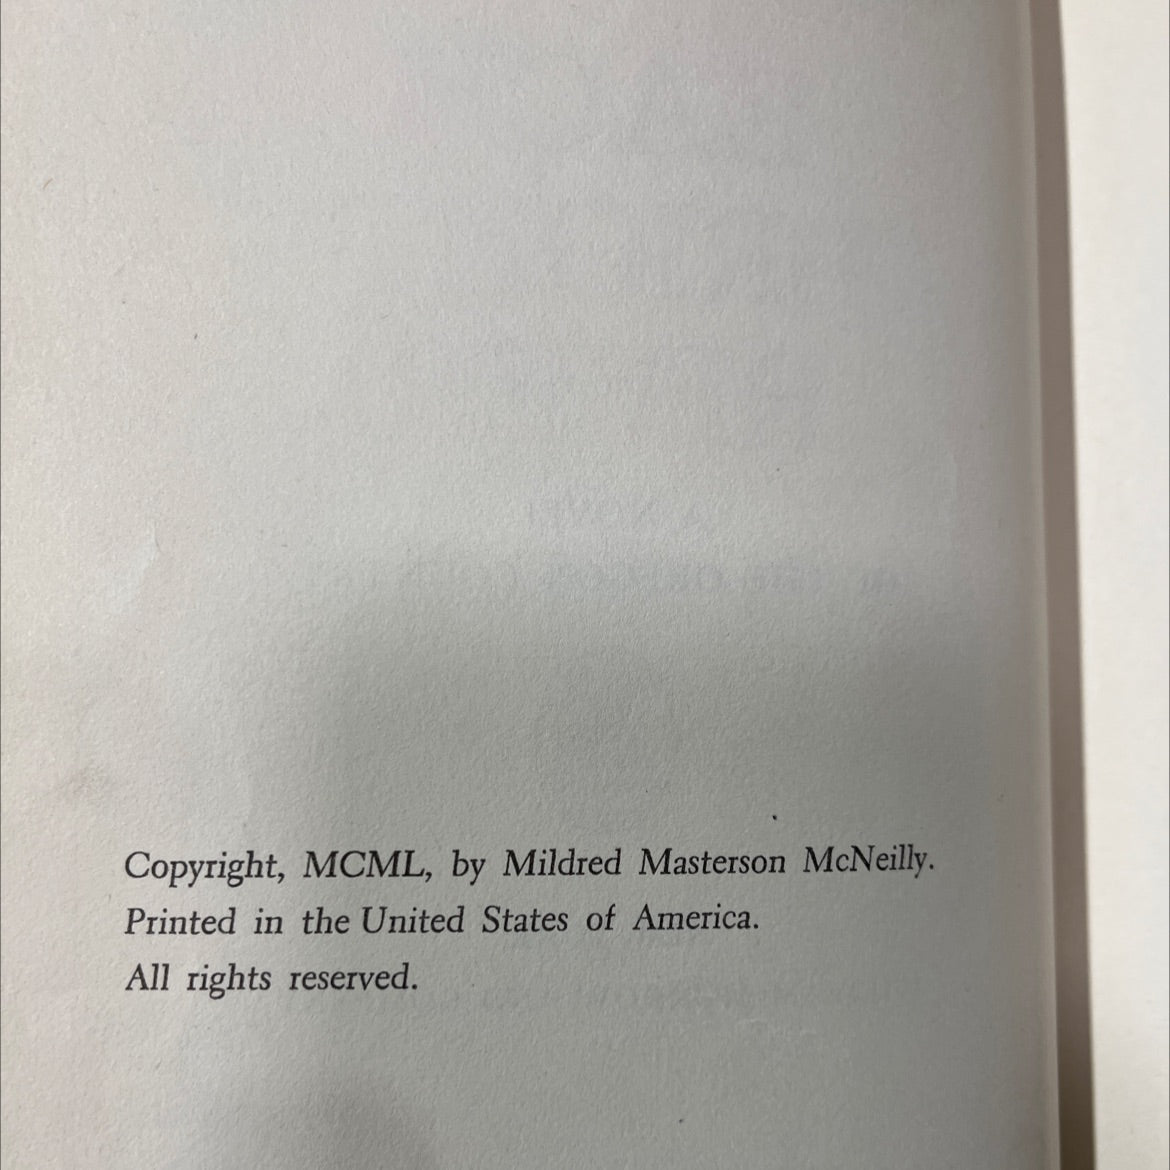 Copyright, MCML, by Mildred Masterson McNeilly.
Printed in the United States of America.
All rights reserved.